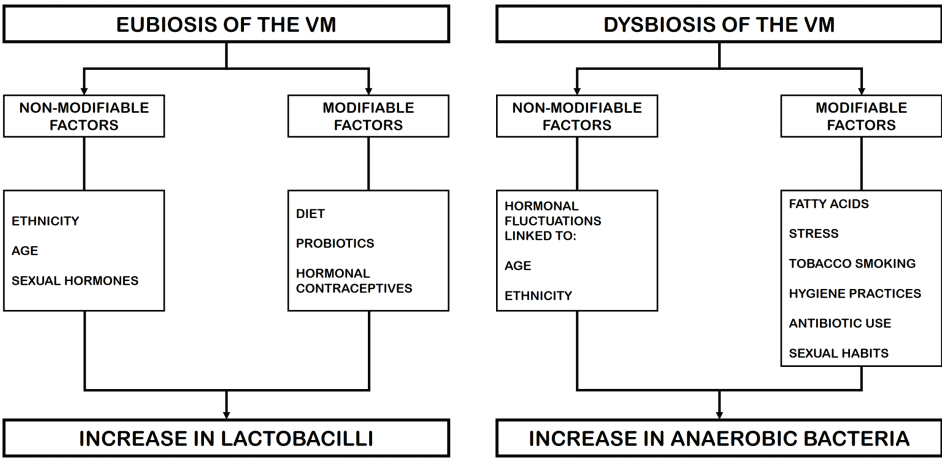 EUBIOSIS OF THE VM
NON-MODIFIABLE
FACTORS
MODIFIABLE
FACTORS
ETHNICITY
AGE
SEXUAL HORMONES
DIET
PROBIOTICS
HORMONAL
CONTRACEPTIVES
INCREASE IN LACTOBACILLI
DYSBIOSIS OF THE VM
NON-MODIFIABLE
FACTORS
MODIFIABLE
FACTORS
HORMONAL
FLUCTUATIONS
LINKED TO:
AGE
ETHNICITY
FATTY ACIDS
STRESS
TOBACCO SMOKING
HYGIENE PRACTICES
ANTIBIOTIC USE
SEXUAL HABITS
INCREASE IN ANAEROBIC BACTERIA